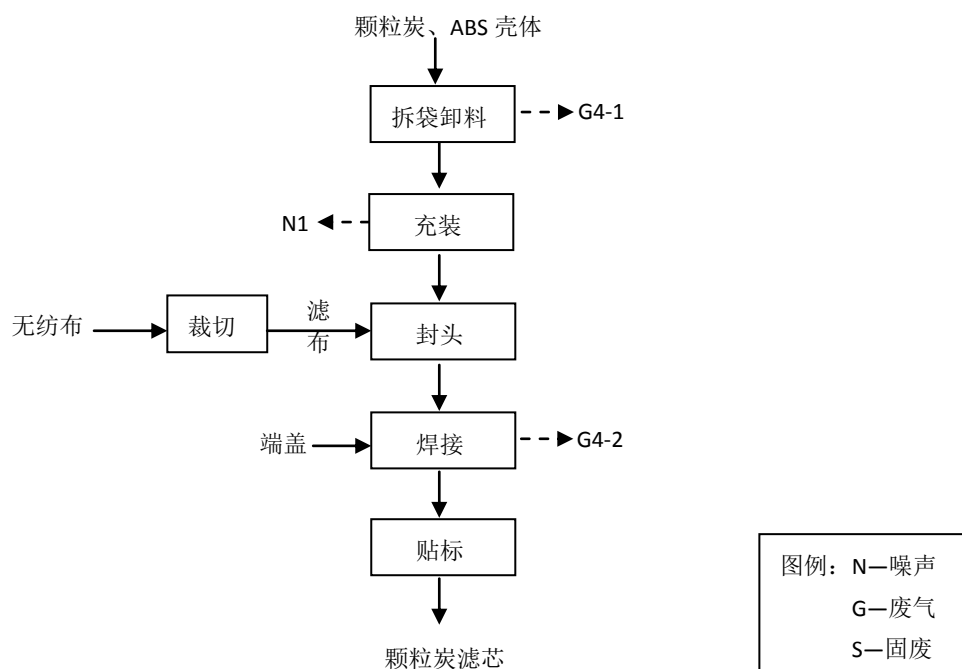 颗粒炭、ABS 壳体
拆袋卸料
G4-1
充装
N1
无纺布
裁切
滤
布
封头
端盖
焊接
G4-2
贴标
颗粒炭滤芯
图例：N—噪声
G—废气
S—固废